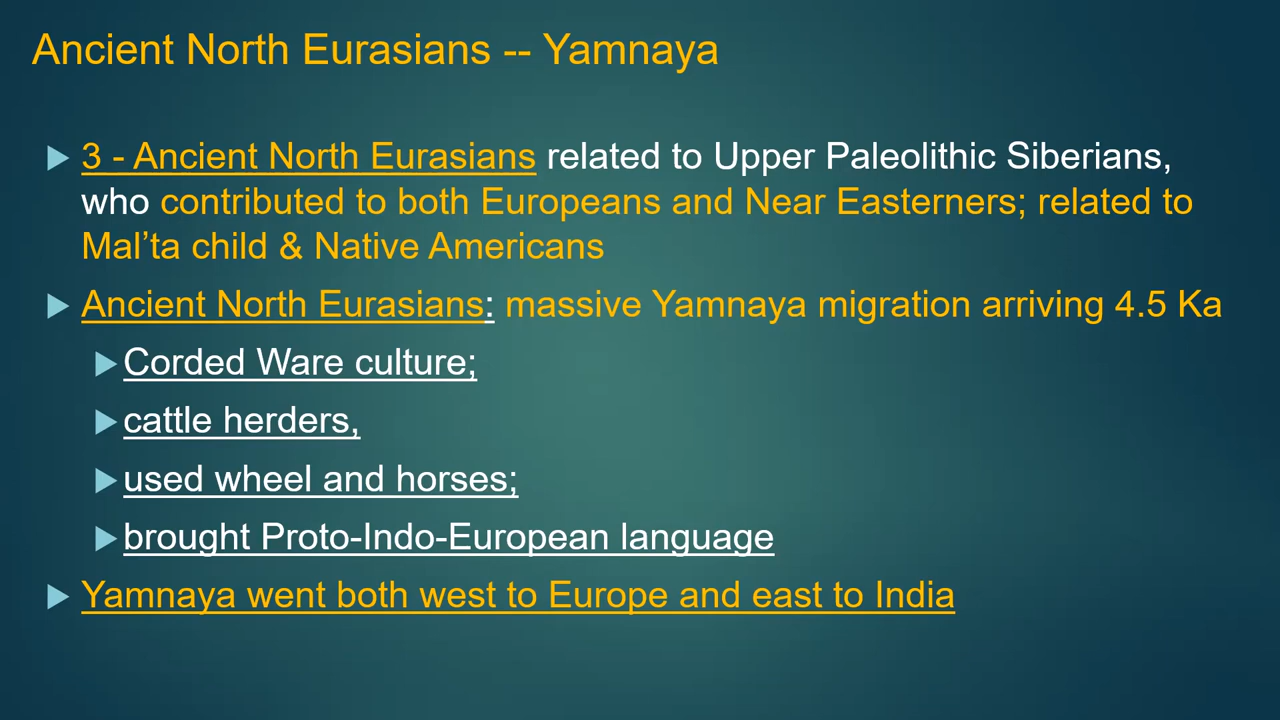 Ancient North Eurasians -- Yamnaya
3 - Ancient North Eurasians related to Upper Paleolithic Siberians,
who contributed to both Europeans and Near Easterners; related to
Mal’ta child & Native Americans
Ancient North Eurasians: massive Yamnaya migration arriving 4.5 Ka
Corded Ware culture;
cattle herders,
used wheel and horses;
brought Proto-Indo-European language
Yamnaya went both west to Europe and east to India